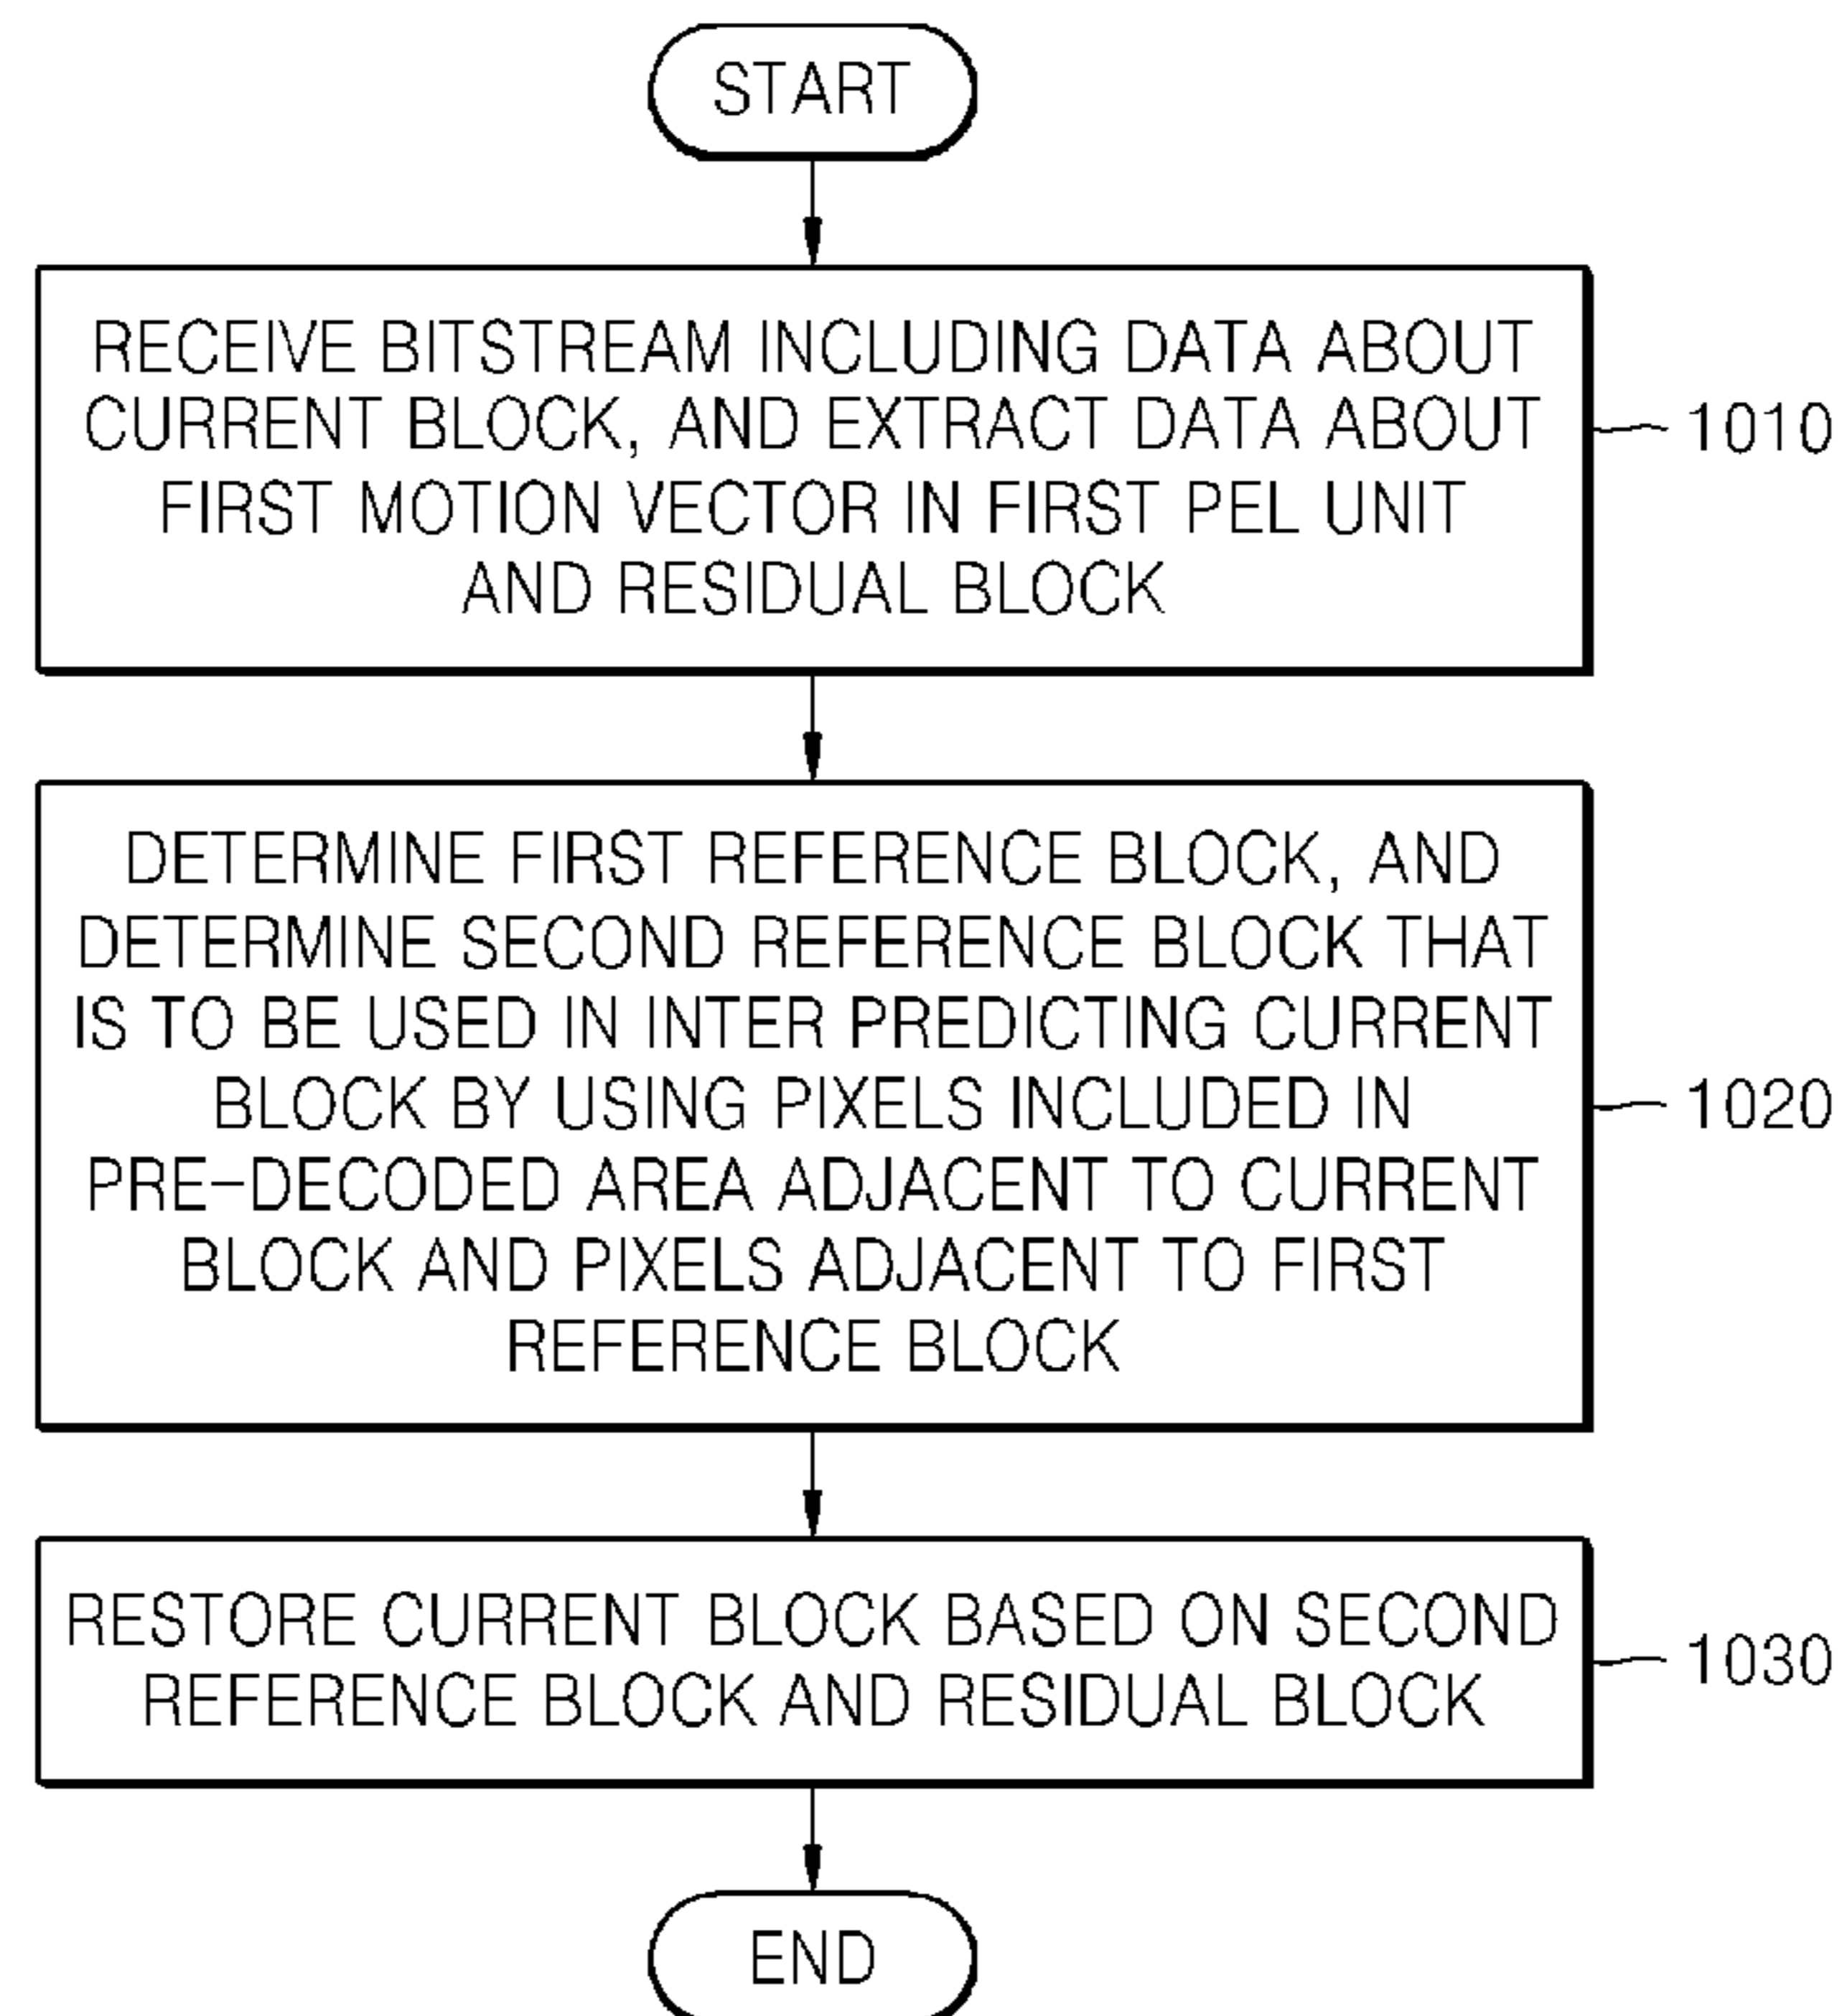 START
RECEIVE BITSTREAM INCLUDING DATA ABOUT
CURRENT BLOCK, AND EXTRACT DATA ABOUT
FIRST MOTION VECTOR IN FIRST PEL UNIT
AND RESIDUAL BLOCK
1010
DETERMINE FIRST REFERENCE BLOCK, AND
DETERMINE SECOND REFERENCE BLOCK THAT
IS TO BE USED IN INTER PREDICTING CURRENT
BLOCK BY USING PIXELS INCLUDED IN
PRE-DECODED AREA ADJACENT TO CURRENT
BLOCK AND PIXELS ADJACENT TO FIRST
REFERENCE BLOCK
1020
RESTORE CURRENT BLOCK BASED ON SECOND
REFERENCE BLOCK AND RESIDUAL BLOCK
1030
END